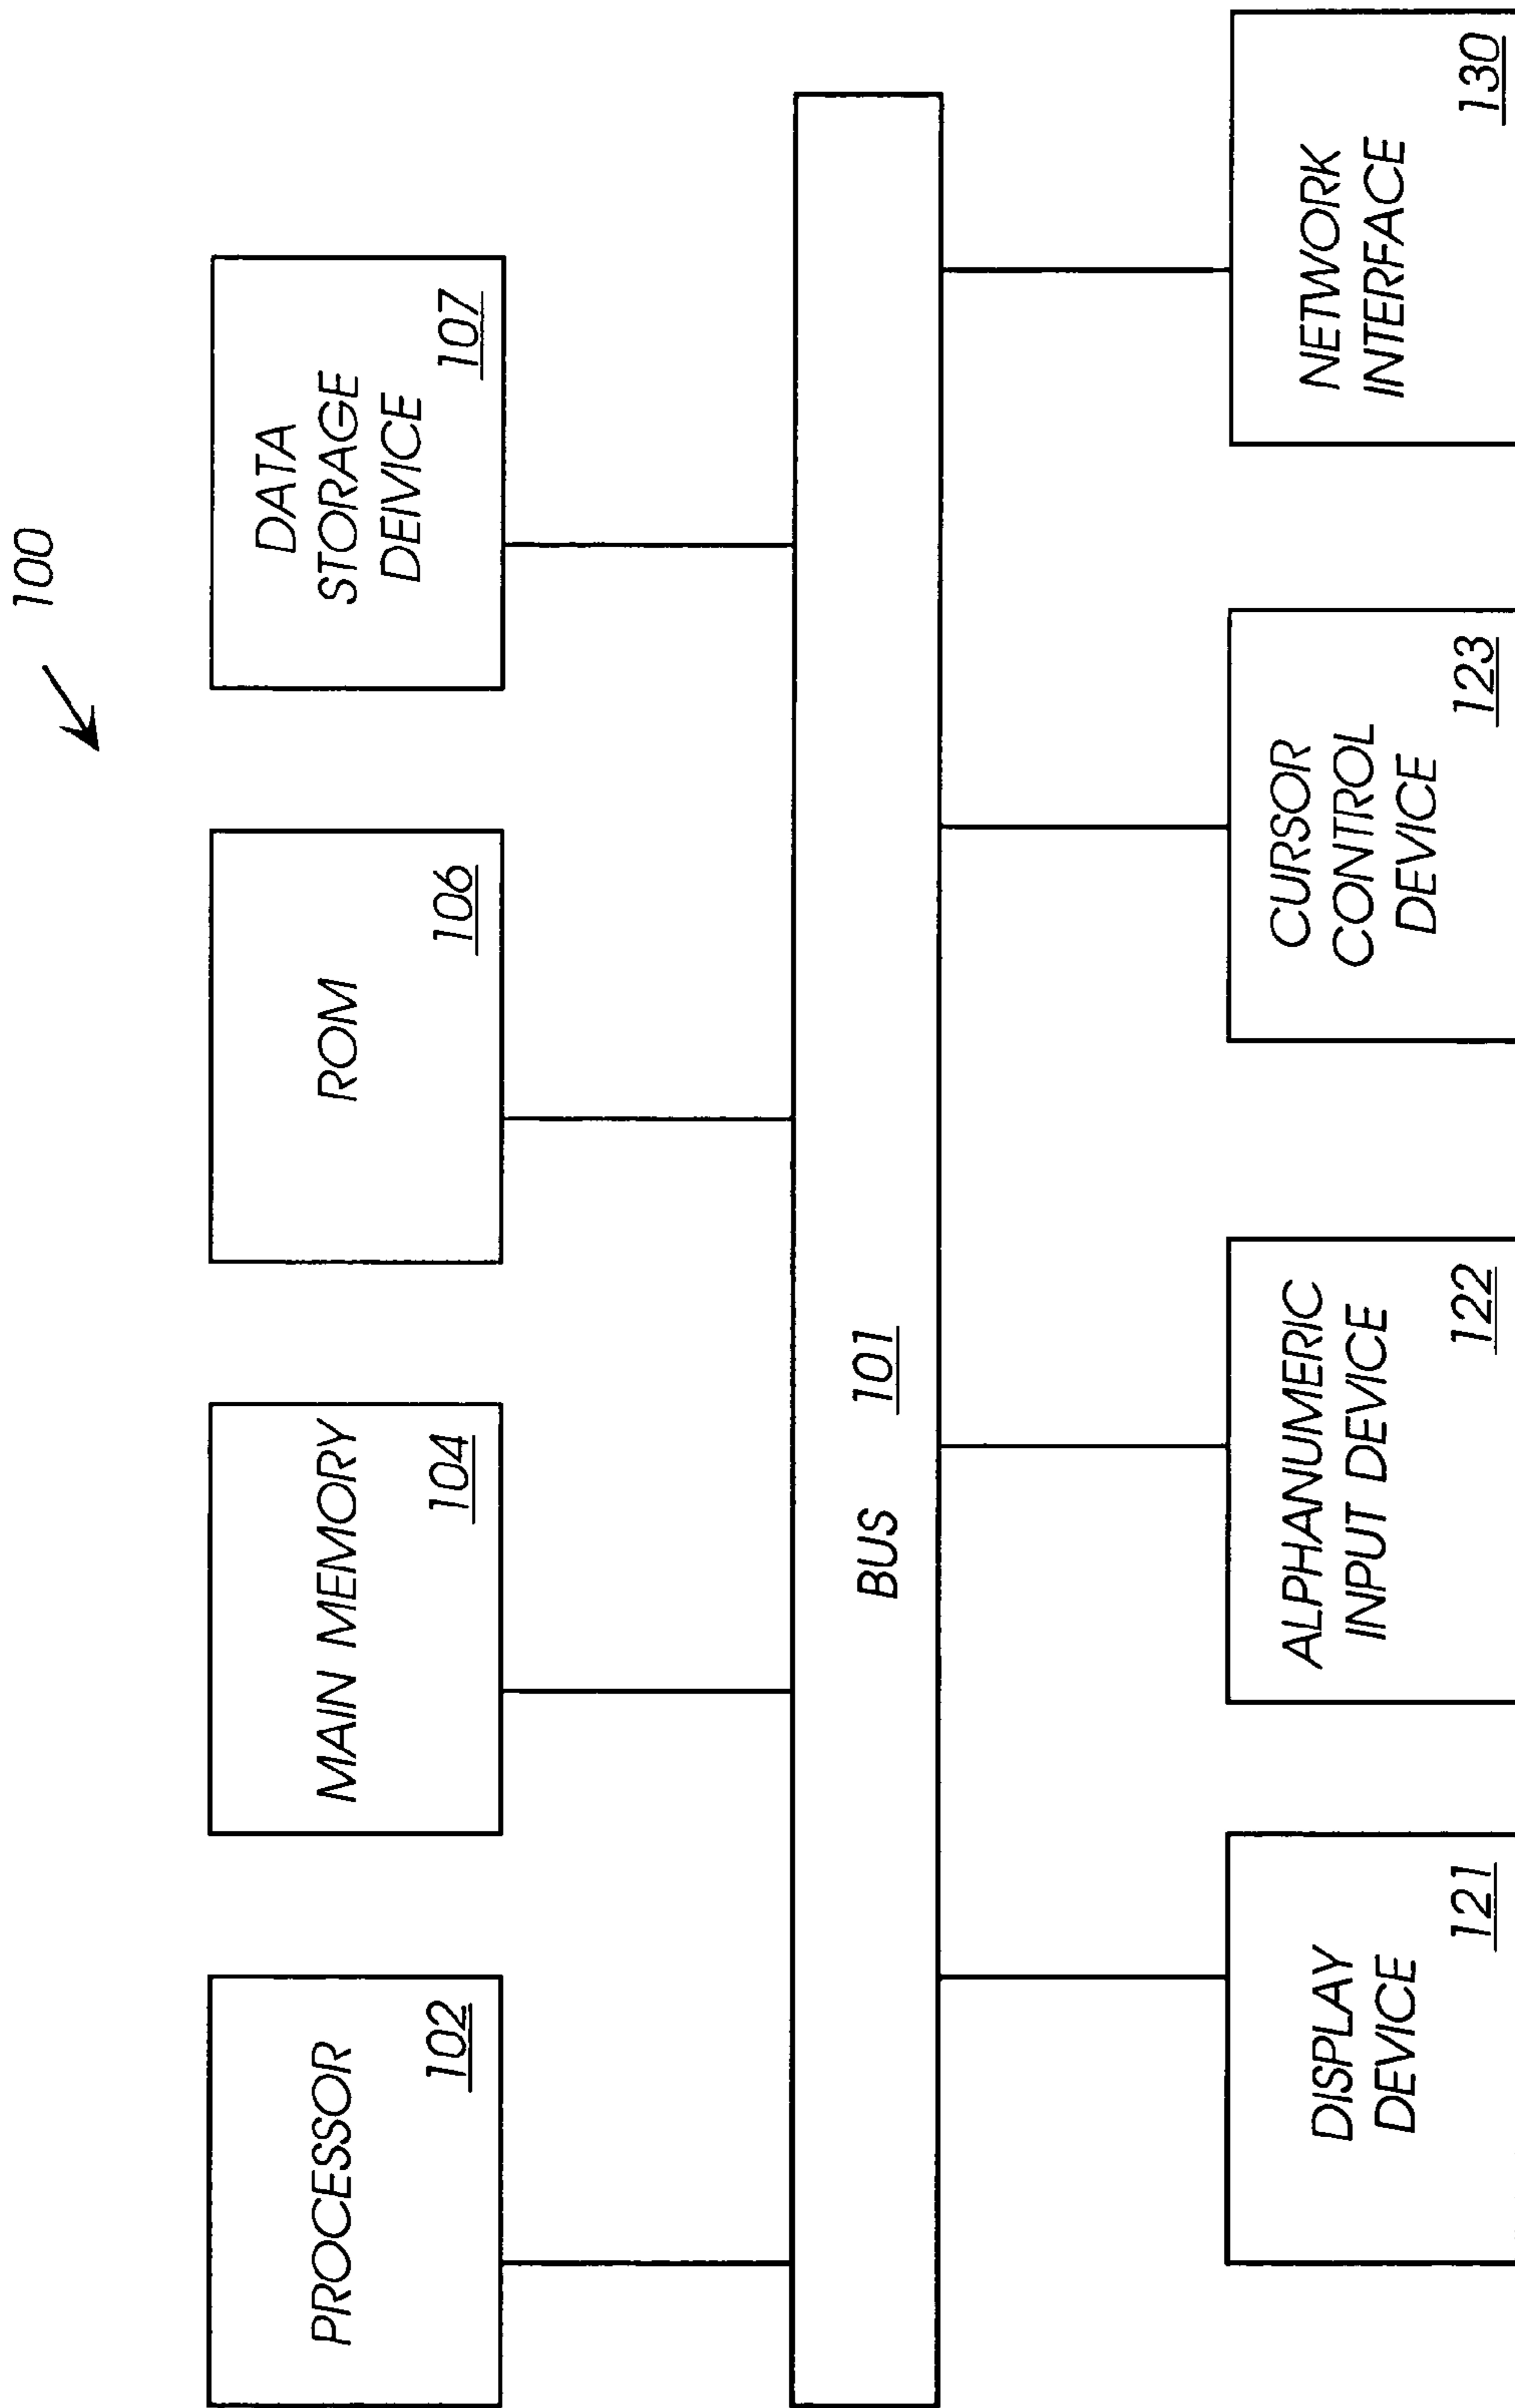 100
PROCESSOR
102
MAIN MEMORY
104
ROM
106
DATA
STORAGE
DEIVICE
107
BUS 101
DISPLAY
DEVICE
121
ALPHANUMERIC
INPUT DEVICE
122
CURSOR
CONTROL
DEVICE
123
NETWORK
INTERFACE
130